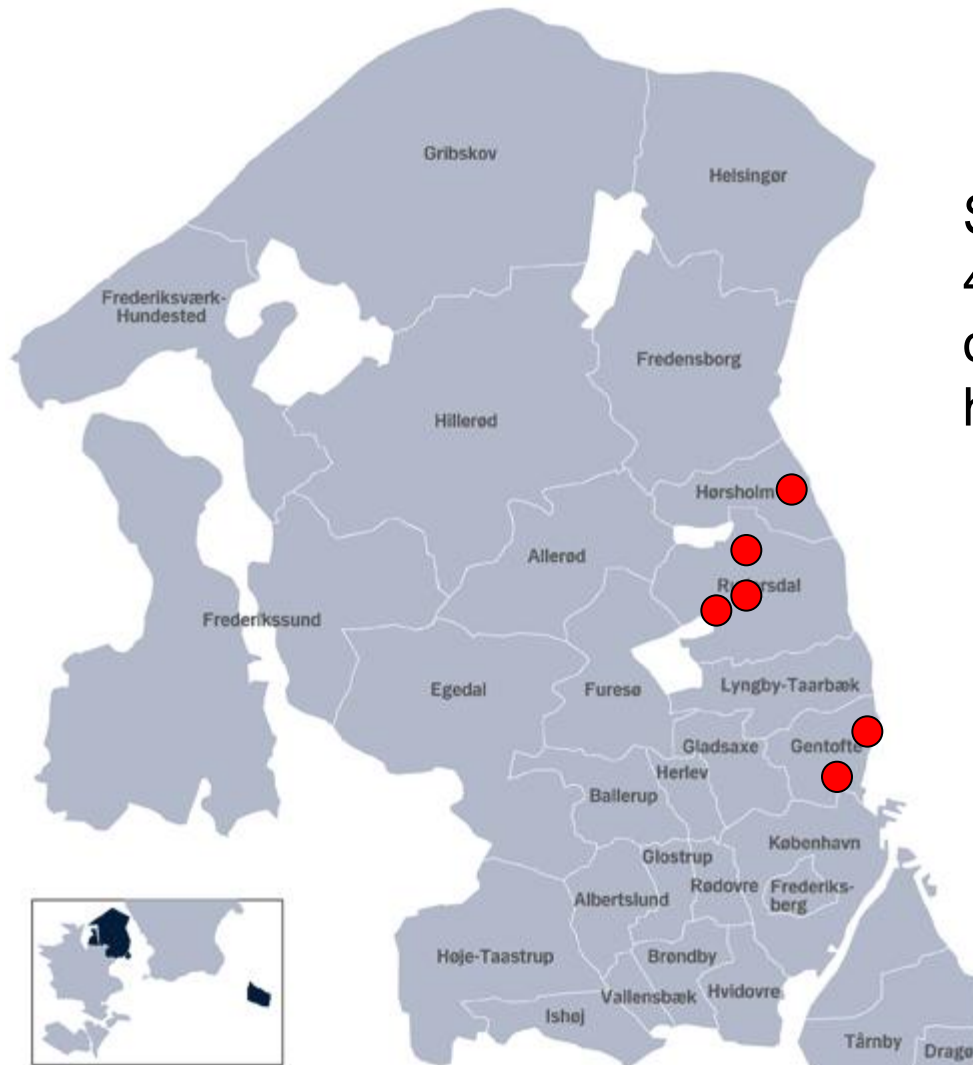 Gribskov
Helsingør
Frederiksværk-
Hundested
Fredensborg
Hillerød
Hørsholm
Allerød
Frederikssund
Egedal
Furesø
Lyngby-Taarbæk
Gladsaxe
Gentofte
Herlev
Ballerup
København
Glostrup
Rødovre
Frederiks-
berg
Albertslund
Høje-Taastrup
Brøndby
Vallensbæk
Hvidovre
Ishøj
Tårnby